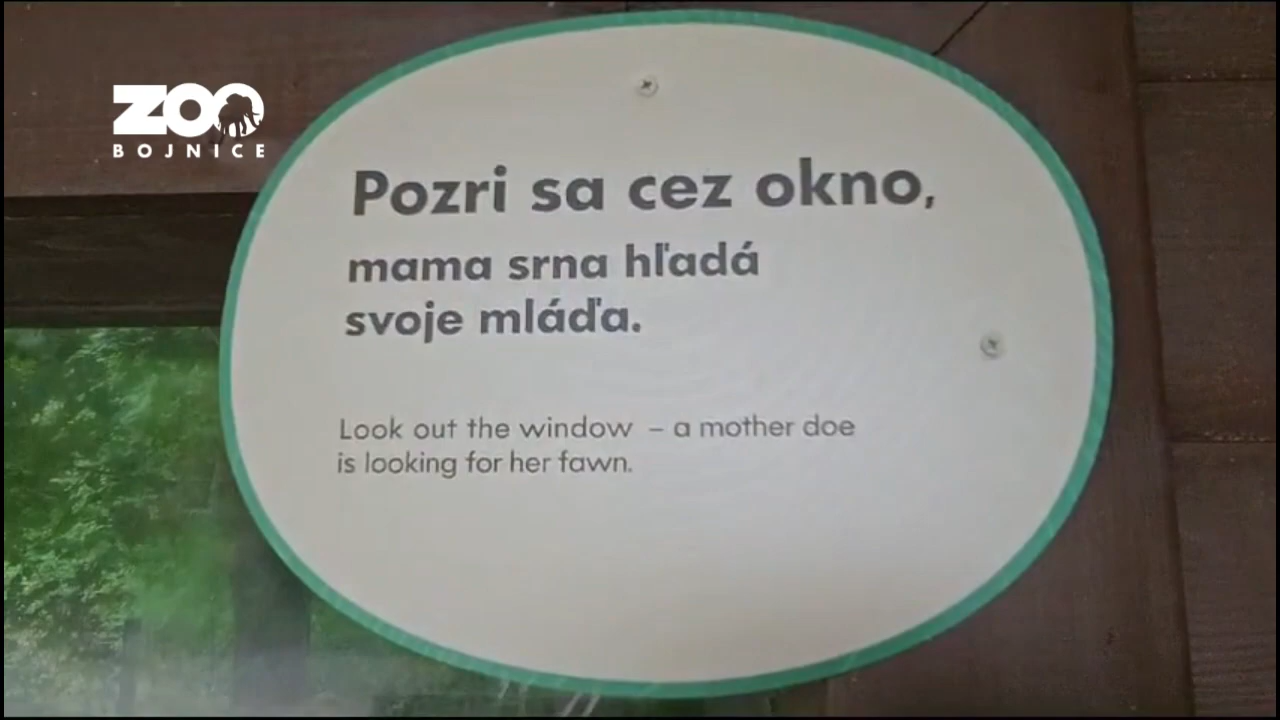 ZOO
BOJNICE
Pozri sa cez okno,
mama srna hľadá
svoje mláďa.
Look out the window – a mother doe
is looking for her fawn.